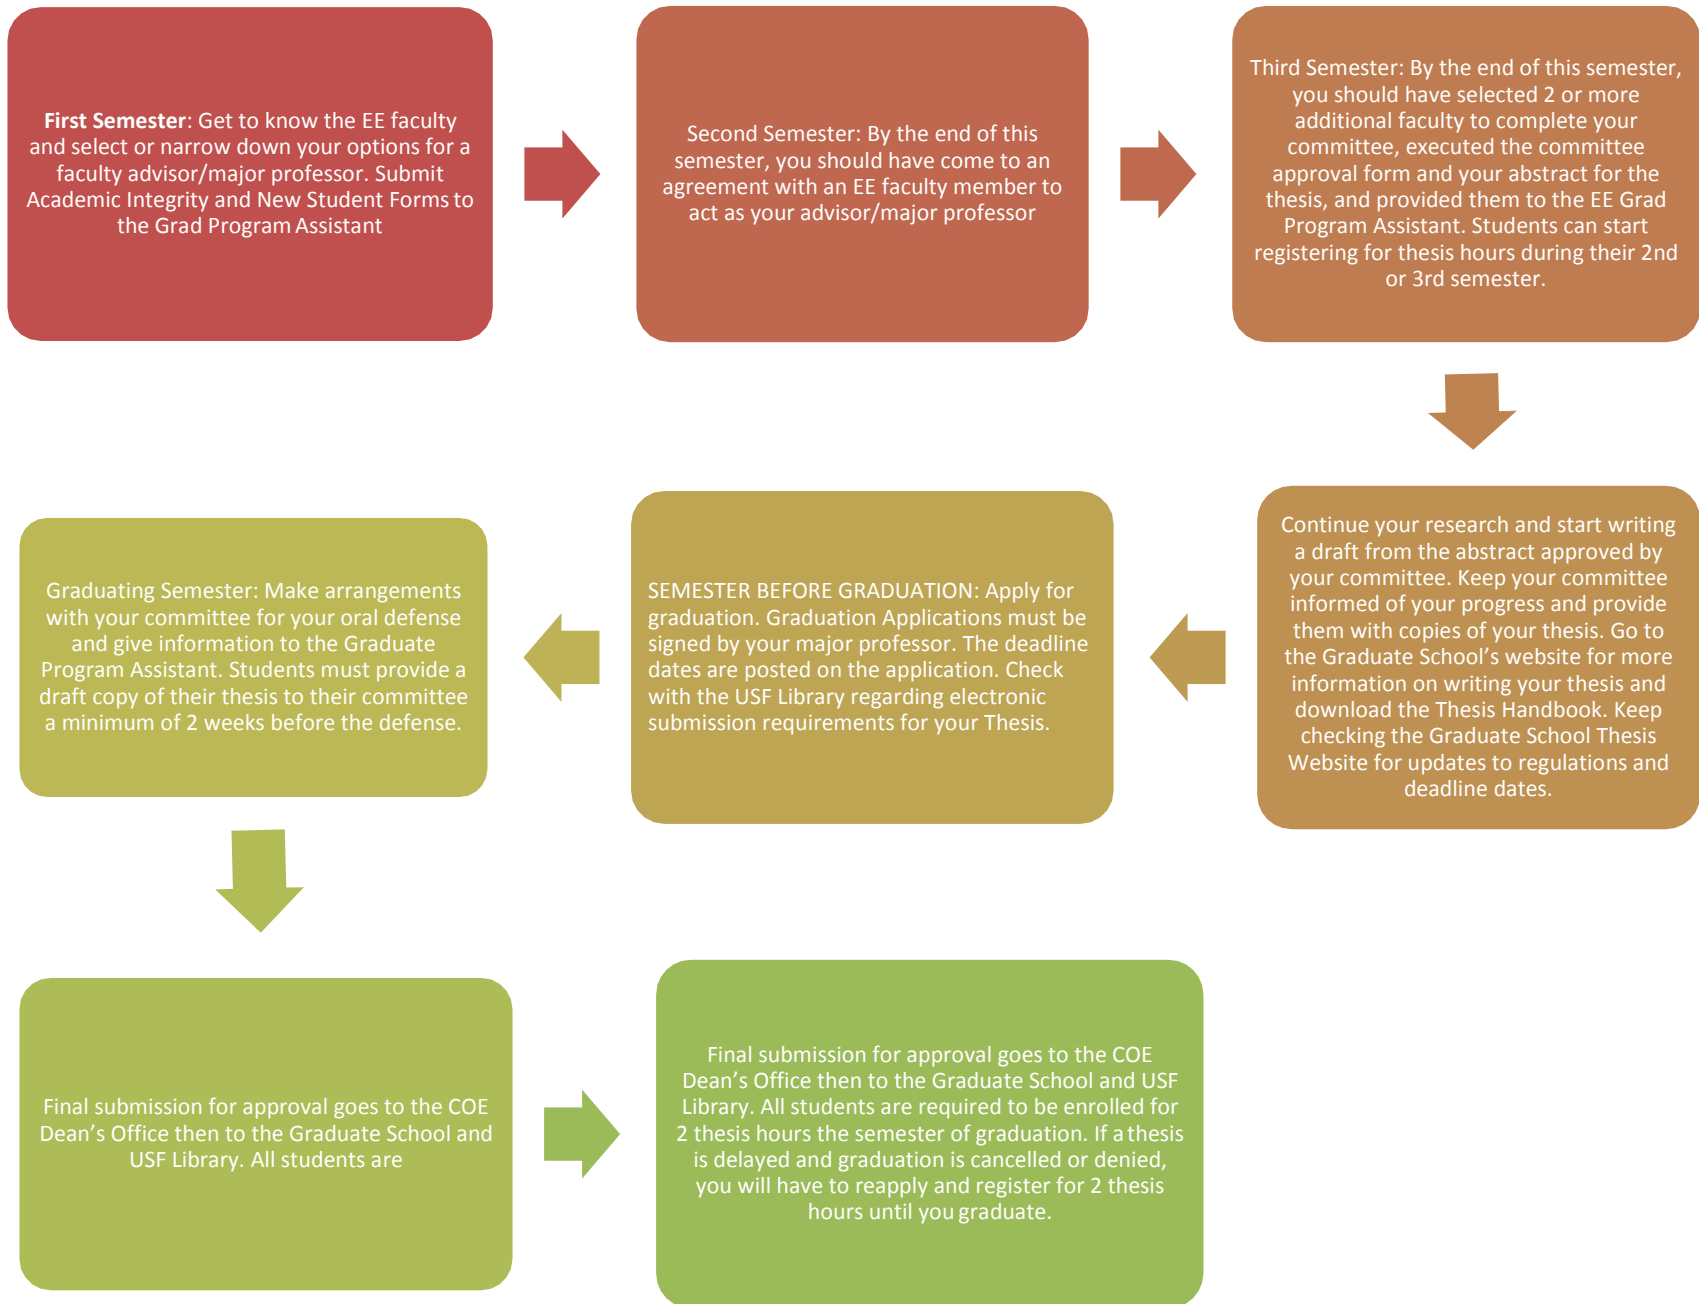 First Semester: Get to know the EE faculty
and select or narrow down your options for a
faculty advisor/major professor. Submit
Academic Integrity and New Student Forms to
the Grad Program Assistant
Second Semester: By the end of this
semester, you should have come to an
agreement with an EE faculty member to
act as your advisor/major professor
Third Semester: By the end of this semester,
you should have selected 2 or more
additional faculty to complete your
committee, executed the committee
approval form and your abstract for the
thesis, and provided them to the EE Grad
Program Assistant. Students can start
registering for thesis hours during their 2nd
or 3rd semester.
Continue your research and start writing
a draft from the abstract approved by
your committee. Keep your committee
informed of your progress and provide
them with copies of your thesis. Go to
the Graduate School’s website for more
information on writing your thesis and
download the Thesis Handbook. Keep
checking the Graduate School Thesis
Website for updates to regulations and
deadline dates.
SEMESTER BEFORE GRADUATION: Apply for
graduation. Graduation Applications must be
signed by your major professor. The deadline
dates are posted on the application. Check
with the USF Library regarding electronic
submission requirements for your Thesis.
Graduating Semester: Make arrangements
with your committee for your oral defense
and give information to the Graduate
Program Assistant. Students must provide a
draft copy of their thesis to their committee
a minimum of 2 weeks before the defense.
Final submission for approval goes to the COE
Dean’s Office then to the Graduate School and
USF Library. All students are
Final submission for approval goes to the COE
Dean’s Office then to the Graduate School and USF
Library. All students are required to be enrolled for
2 thesis hours the semester of graduation. If a thesis
is delayed and graduation is cancelled or denied,
you will have to reapply and register for 2 thesis
hours until you graduate.